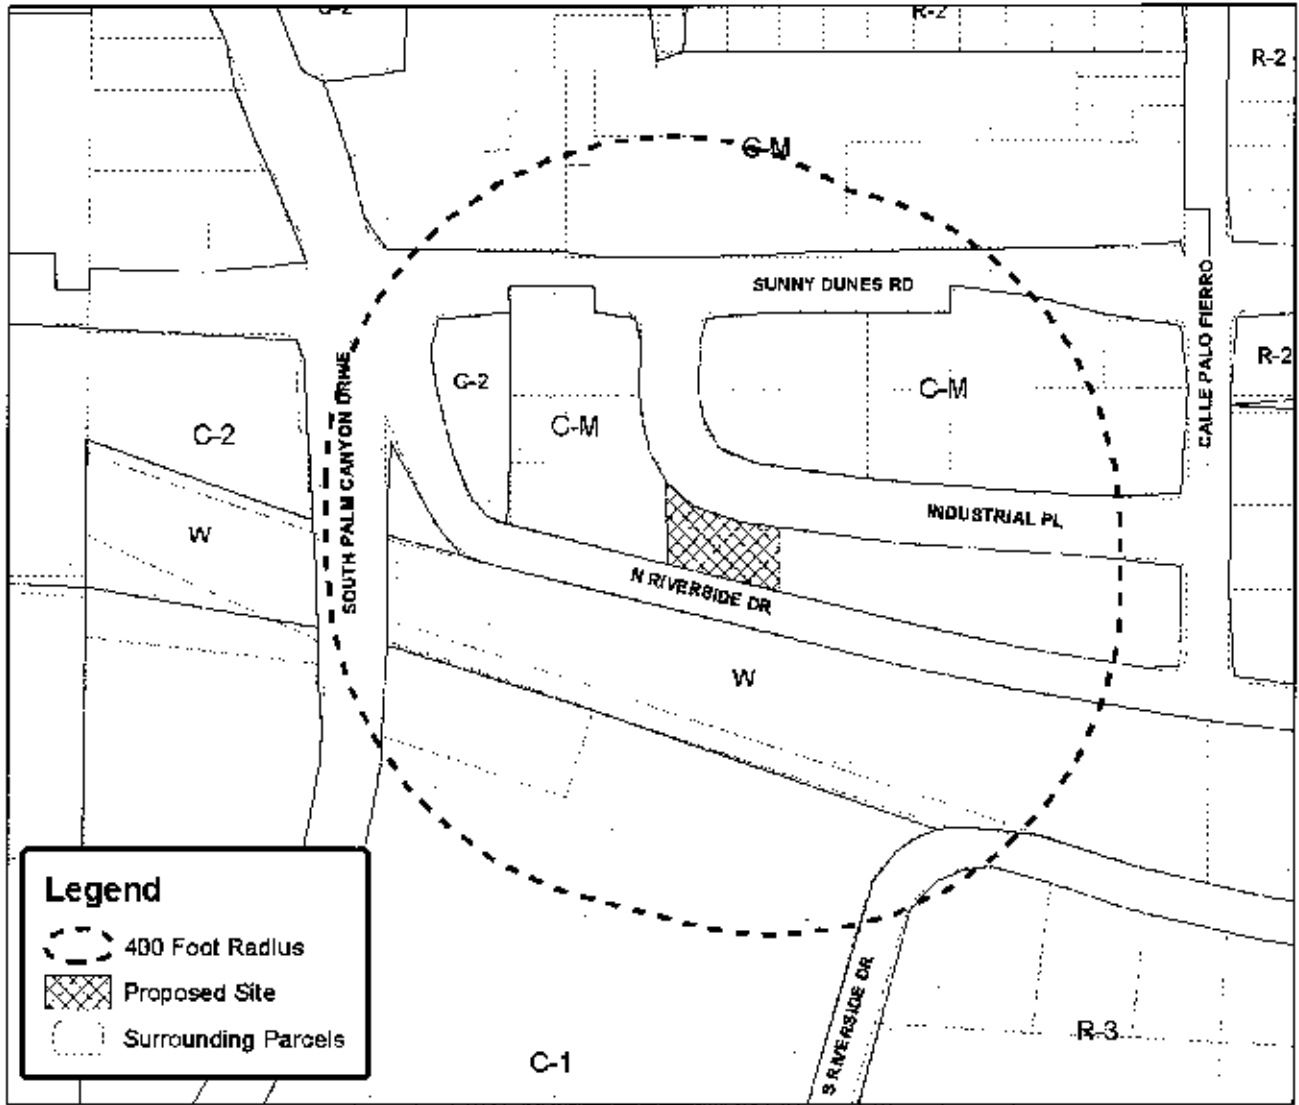 C-2
R-2
R-2
C-M
SUNNY DUNES RD
CALLE PALO FIERRO
SOUTH PALM CANYON DRIVE
R-2
C-2
C-M
C-M
C-2
INDUSTRIAL PL
W
N RIVERSIDE DR
W
Legend
400 Foot Radius
Proposed Site
Surrounding Parcels
S RIVERSIDE DR
R-3
C-1